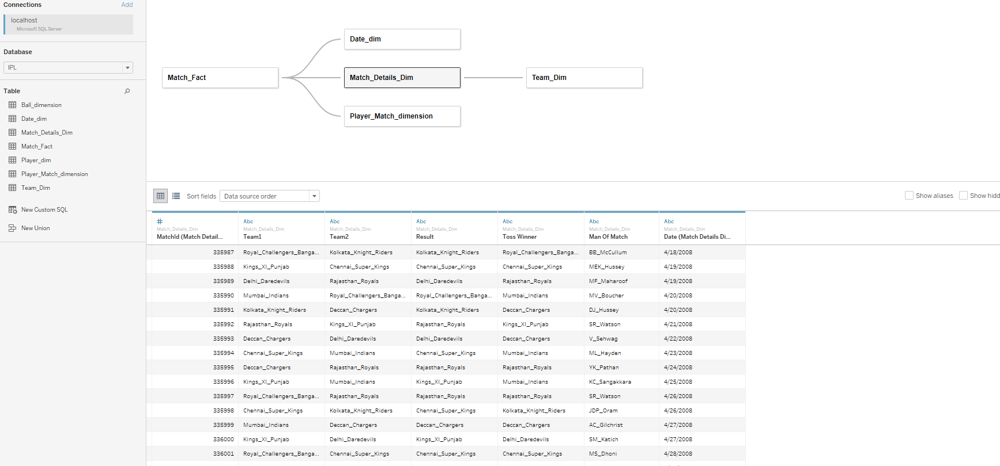 Connections Add
localhost
Microsoft SQL Server
Database
IPL
Table
Ball_dimension
Date_dim
Match_Details_Dim
Match_Fact
Player_dim
Player_Match_dimension
Team_Dim
New Custom SQL
New Union
Date_dim
Match_Fact Match_Details_Dim Team_Dim
Player_Match_dimension
Sort fields Data source order Show aliases Show hidd
# Abc Abc Abc Abc Abc Abc
Match_Details_Dim Match_Details_Dim Match_Details_Dim Match_Details_Dim Match_Details_Dim Match_Details_Dim Match_Details_Dim
MatchId (Match Detail... Team1 Team2 Result Toss Winner Man Of Match Date (Match Details Di...
335987 Royal_Challengers_Banga... Kolkata_Knight_Riders Kolkata_Knight_Riders Royal_Challengers_Banga... BB_McCullum 4/18/2008
335988 Kings_XI_Punjab Chennai_Super_Kings Chennai_Super_Kings Chennai_Super_Kings MEK_Hussey 4/19/2008
335989 Delhi_Daredevils Rajasthan_Royals Delhi_Daredevils Rajasthan_Royals MF_Maharoof 4/19/2008
335990 Mumbai_Indians Royal_Challengers_Banga... Royal_Challengers_Banga... Mumbai_Indians MV_Boucher 4/20/2008
335991 Kolkata_Knight_Riders Deccan_Chargers Kolkata_Knight_Riders Deccan_Chargers DJ_Hussey 4/20/2008
335992 Rajasthan_Royals Kings_XI_Punjab Rajasthan_Royals Kings_XI_Punjab SR_Watson 4/21/2008
335993 Deccan_Chargers Delhi_Daredevils Delhi_Daredevils Deccan_Chargers V_Sehwag 4/22/2008
335994 Chennai_Super_Kings Mumbai_Indians Chennai_Super_Kings Mumbai_Indians ML_Hayden 4/23/2008
335995 Deccan_Chargers Rajasthan_Royals Rajasthan_Royals Rajasthan_Royals YK_Pathan 4/24/2008
335996 Kings_XI_Punjab Mumbai_Indians Kings_XI_Punjab Mumbai_Indians KC_Sangakkara 4/25/2008
335997 Royal_Challengers_Banga... Rajasthan_Royals Rajasthan_Royals Rajasthan_Royals SR_Watson 4/26/2008
335998 Chennai_Super_Kings Kolkata_Knight_Riders Chennai_Super_Kings Kolkata_Knight_Riders JDP_Oram 4/26/2008
335999 Mumbai_Indians Deccan_Chargers Deccan_Chargers Deccan_Chargers AC_Gilchrist 4/27/2008
336000 Kings_XI_Punjab Delhi_Daredevils Kings_XI_Punjab Delhi_Daredevils SM_Katich 4/27/2008
336001 Royal_Challengers_Banga... Chennai_Super_Kings Chennai_Super_Kings Chennai_Super_Kings MS_Dhoni 4/28/2008